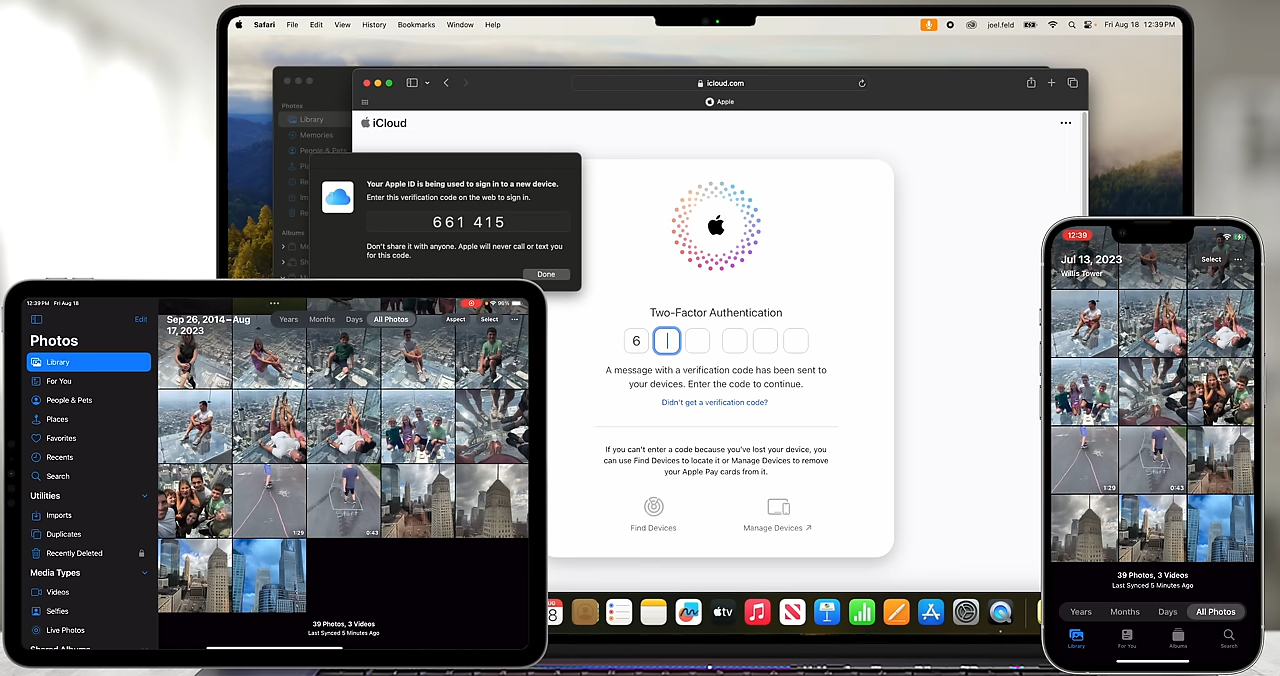 Safari File Edit View History Bookmarks Window Help
joel.feld
Fri Aug 18 12:39 PM
icloud.com
Apple
iCloud
Photos
Library
Memories
People & Pets
Albums
Your Apple ID is being used to sign in to a new device.
Enter this verification code on the web to sign in.
661 415
Don't share it with anyone. Apple will never call or text you
for this code.
Done
Two-Factor Authentication
6
A message with a verification code has been sent to
your devices. Enter the code to continue.
Didn't get a verification code?
If you can't enter a code because you've lost your device, you
can use Find Devices to locate it or Manage Devices to remove
your Apple Pay cards from it.
Find Devices
Manage Devices ↗
8
tv
12:39 PM Fri Aug 18
96%
Edit
Photos
Library
For You
People & Pets
Places
Favorites
Recents
Search
Utilities
Imports
Duplicates
Recently Deleted
Media Types
Videos
Selfies
Live Photos
Shared Albums
Sep 26, 2014–Aug
17, 2023
Years Months Days All Photos
Aspect Select
1:29
0:43
39 Photos, 3 Videos
Last Synced 5 Minutes Ago
12:39
Jul 13, 2023
Willis Tower
Select
1:29
0:43
39 Photos, 3 Videos
Last Synced 5 Minutes Ago
Years Months Days All Photos
Library For You Albums Search